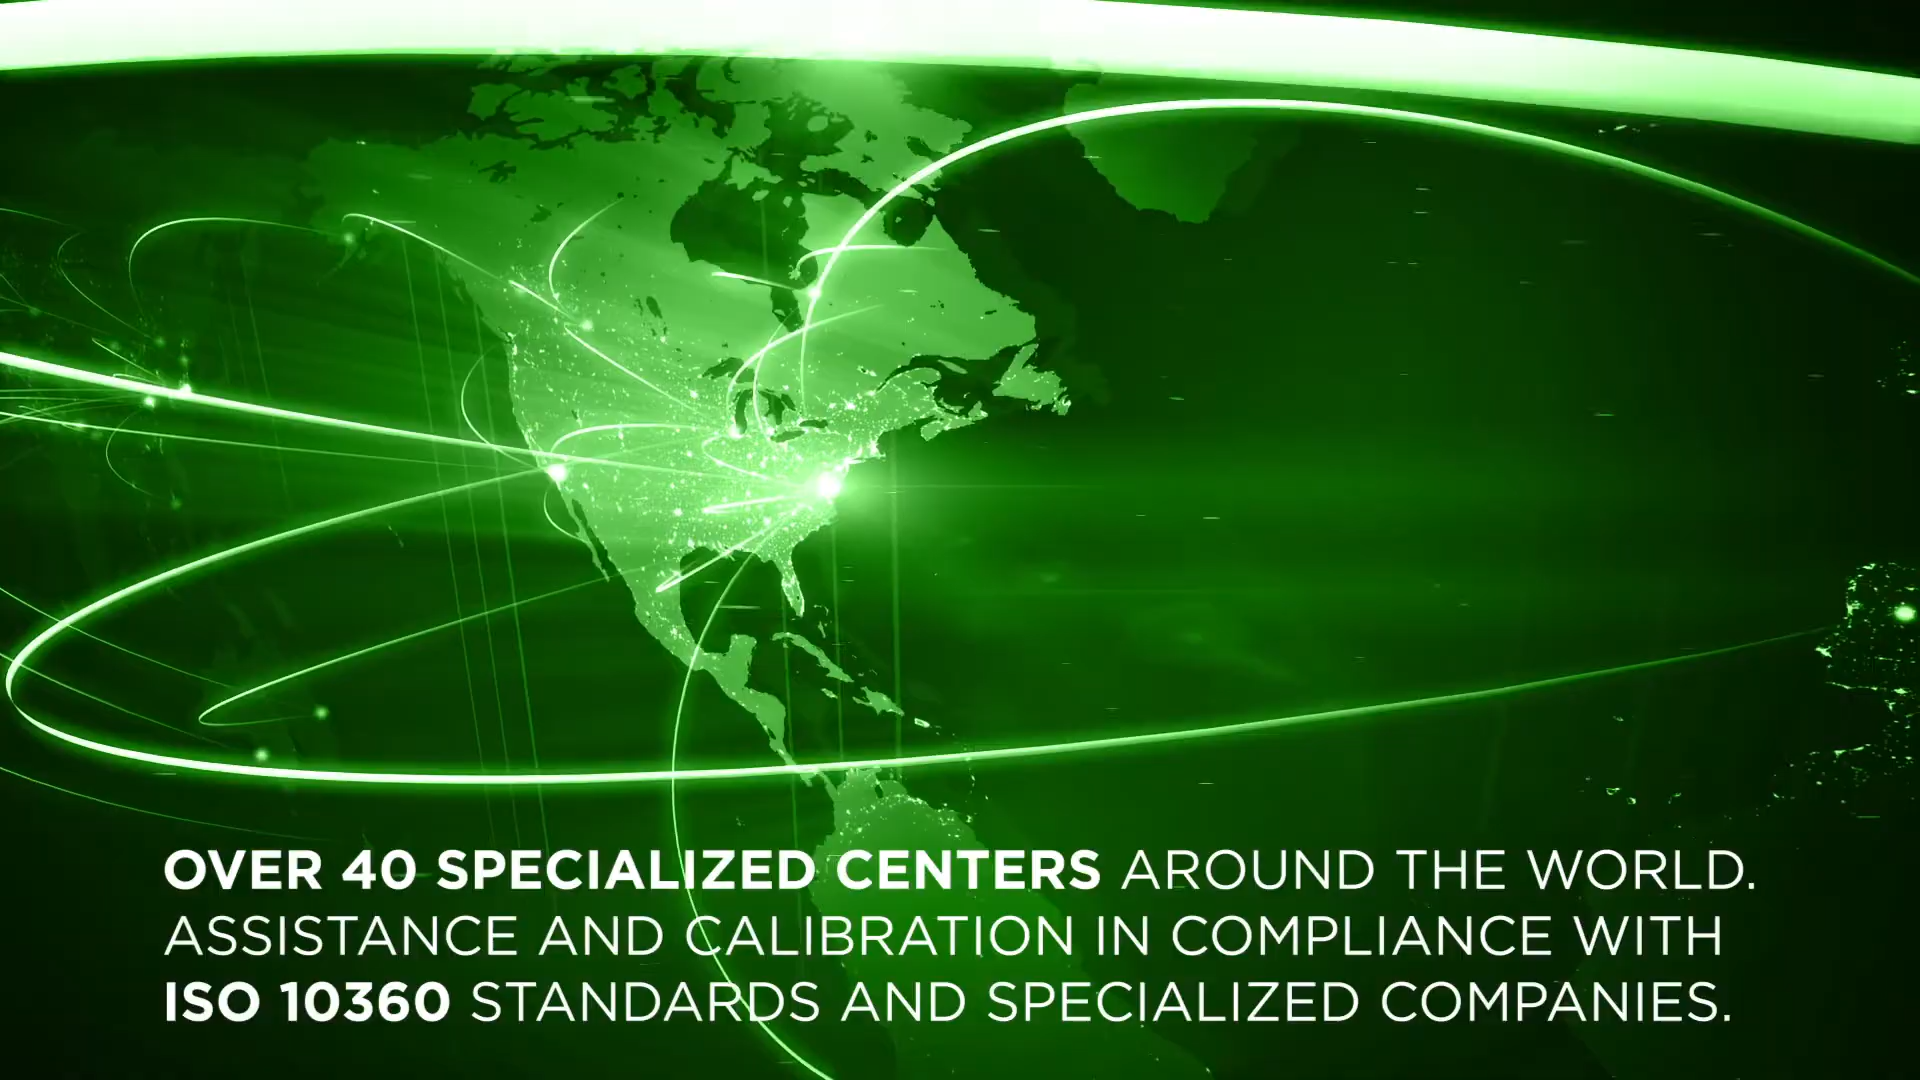 OVER 40 SPECIALIZED CENTERS AROUND THE WORLD.
ASSISTANCE AND CALIBRATION IN COMPLIANCE WITH
ISO 10360 STANDARDS AND SPECIALIZED COMPANIES.